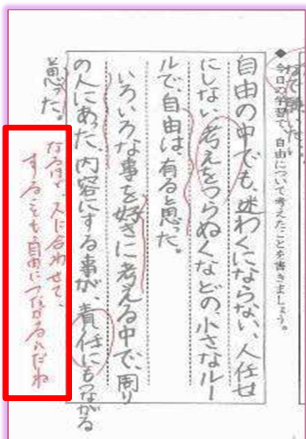 ◆今日の学習で、自由について考えたことを書きましょう。
自由の中でも、迷わくにならない、人任せ
にしない、考えをつらぬくなどの、小さなルー
ルで、自由は、有ると思った。
いろいろな事を好きに考える中で、周り
の人にあた、内容にする事が、責任にもつながる
と思った。
なるほど、人に合わせて、
することも自由につながるんだね